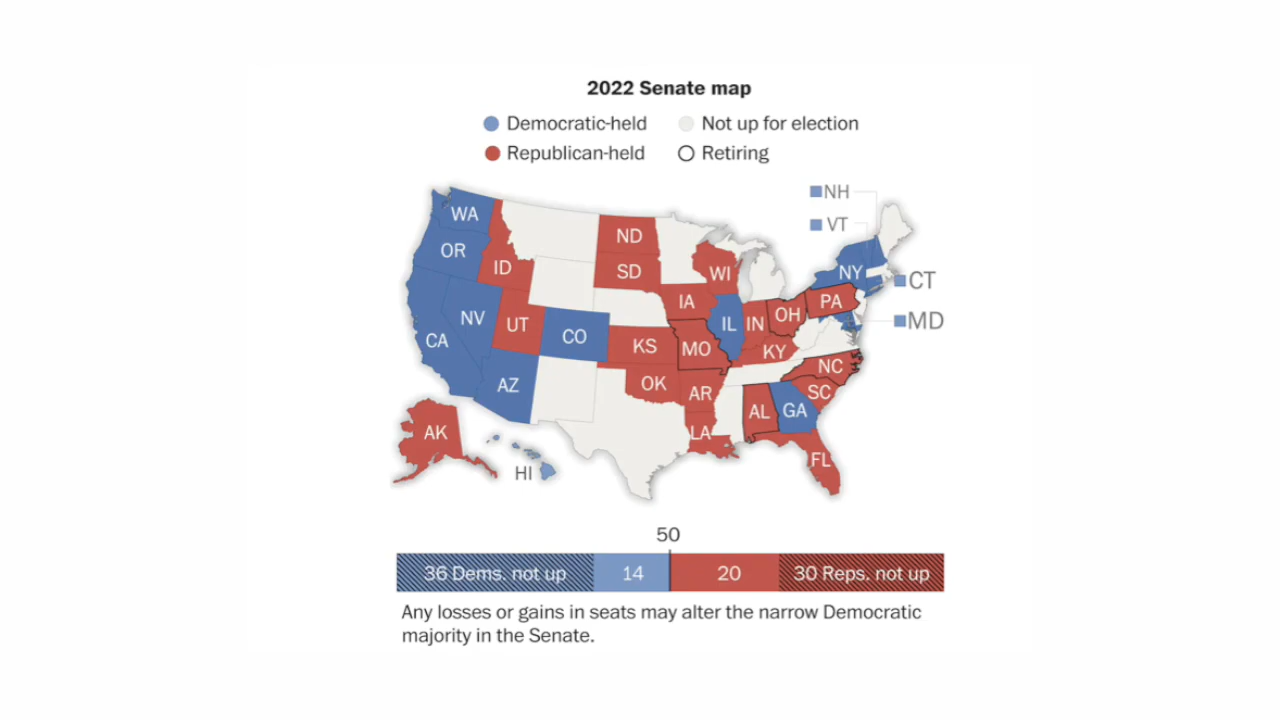 2022 Senate map
Democratic-held
Not up for election
Republican-held
Retiring
NH
WA
VT
ND
OR
ID
SD
WI
NY
CT
IA
PA
NV
UT
CO
IL
IN
OH
MD
CA
KS
MO
KY
NC
AZ
OK
AR
SC
AL
GA
AK
LA
FL
HI
50
36 Dems. not up
14
20
30 Reps. not up
Any losses or gains in seats may alter the narrow Democratic
majority in the Senate.